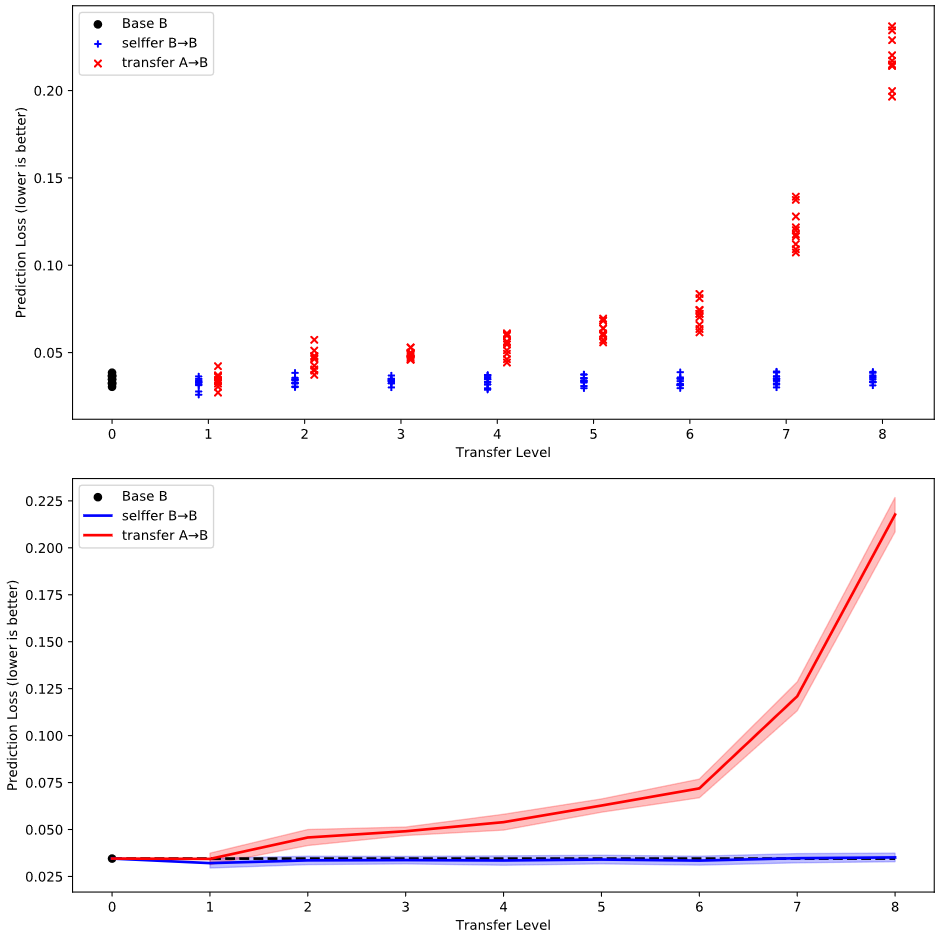 Base B
selffer B→B
transfer A→B
Prediction Loss (lower is better)
0.20
0.15
0.10
0.05
0 1 2 3 4 5 6 7 8
Transfer Level
Base B
selffer B→B
transfer A→B
Prediction Loss (lower is better)
0.225
0.200
0.175
0.150
0.125
0.100
0.075
0.050
0.025
0 1 2 3 4 5 6 7 8
Transfer Level